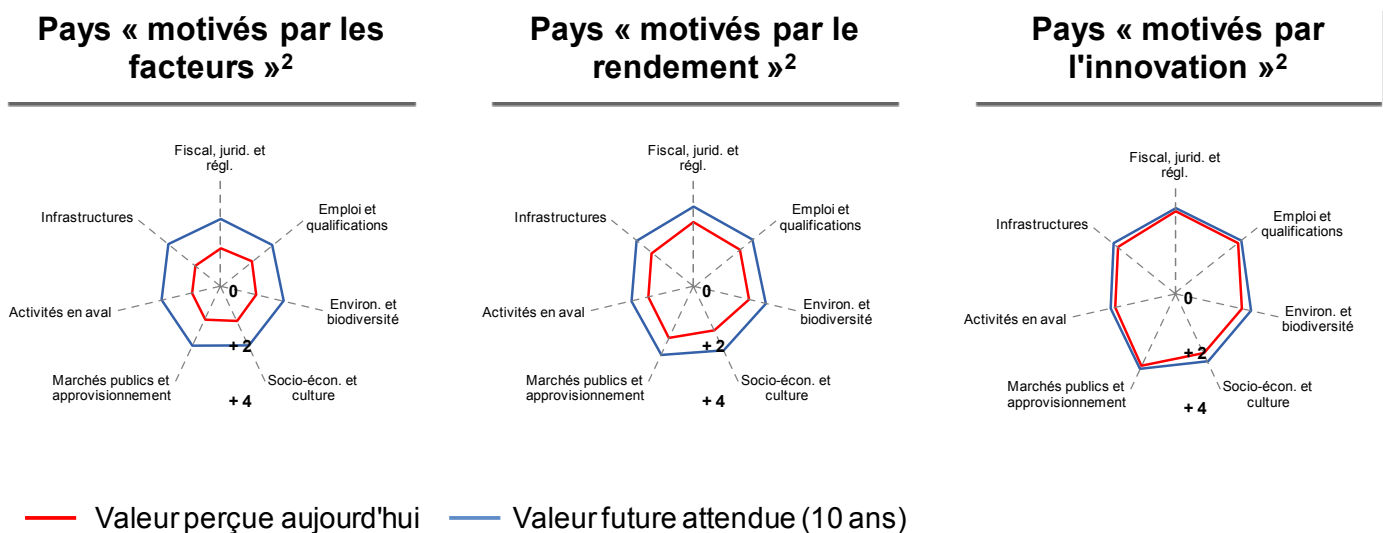 Pays « motivés par les
facteurs »²
Fiscal, jurid. et
régl.
Emploi et
qualifications
Environ. et
biodiversité
Socio-écon. et
culture
Marchés publics et
approvisionnement
Activités en aval
Infrastructures
0
+ 2
+ 4
Pays « motivés par le
rendement »²
Fiscal, jurid. et
régl.
Emploi et
qualifications
Environ. et
biodiversité
Socio-écon. et
culture
Marchés publics et
approvisionnement
Activités en aval
Infrastructures
0
+ 2
+ 4
Pays « motivés par
l'innovation »²
Fiscal, jurid. et
régl.
Emploi et
qualifications
Environ. et
biodiversité
Socio-écon. et
culture
Marchés publics et
approvisionnement
Activités en aval
Infrastructures
0
+ 2
+ 4
Valeur perçue aujourd'hui
Valeur future attendue (10 ans)